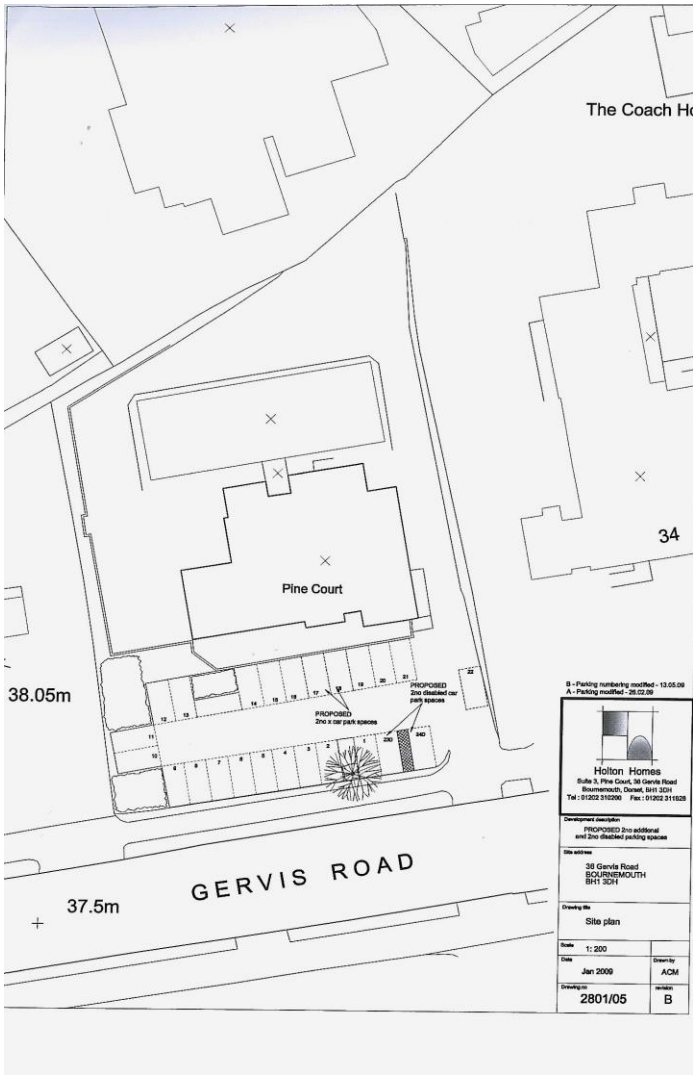 The Coach Ho
34
Pine Court
38.05m
12
13
14
15
16
17
18
19
20
21
22
PROPOSED
2no x car park spaces
PROPOSED
2no disabled car
park spaces
11
10
9
8
7
6
5
4
3
2
1
23D
24D
GERVIS ROAD
37.5m
B - Parking numbering modified - 13.05.09
A - Parking modified - 26.02.09
Holton Homes
Suite 3, Pine Court, 36 Gervis Road
Bournemouth, Dorset, BH1 3DH
Tel : 01202 310200 Fax : 01202 311828
Development description
PROPOSED 2no additional
and 2no disabled parking spaces
Site address
36 Gervis Road
BOURNEMOUTH
BH1 3DH
Drawing title
Site plan
Scale
1: 200
Date
Jan 2009
Drawn by
ACM
Drawing no
2801/05
revision
B